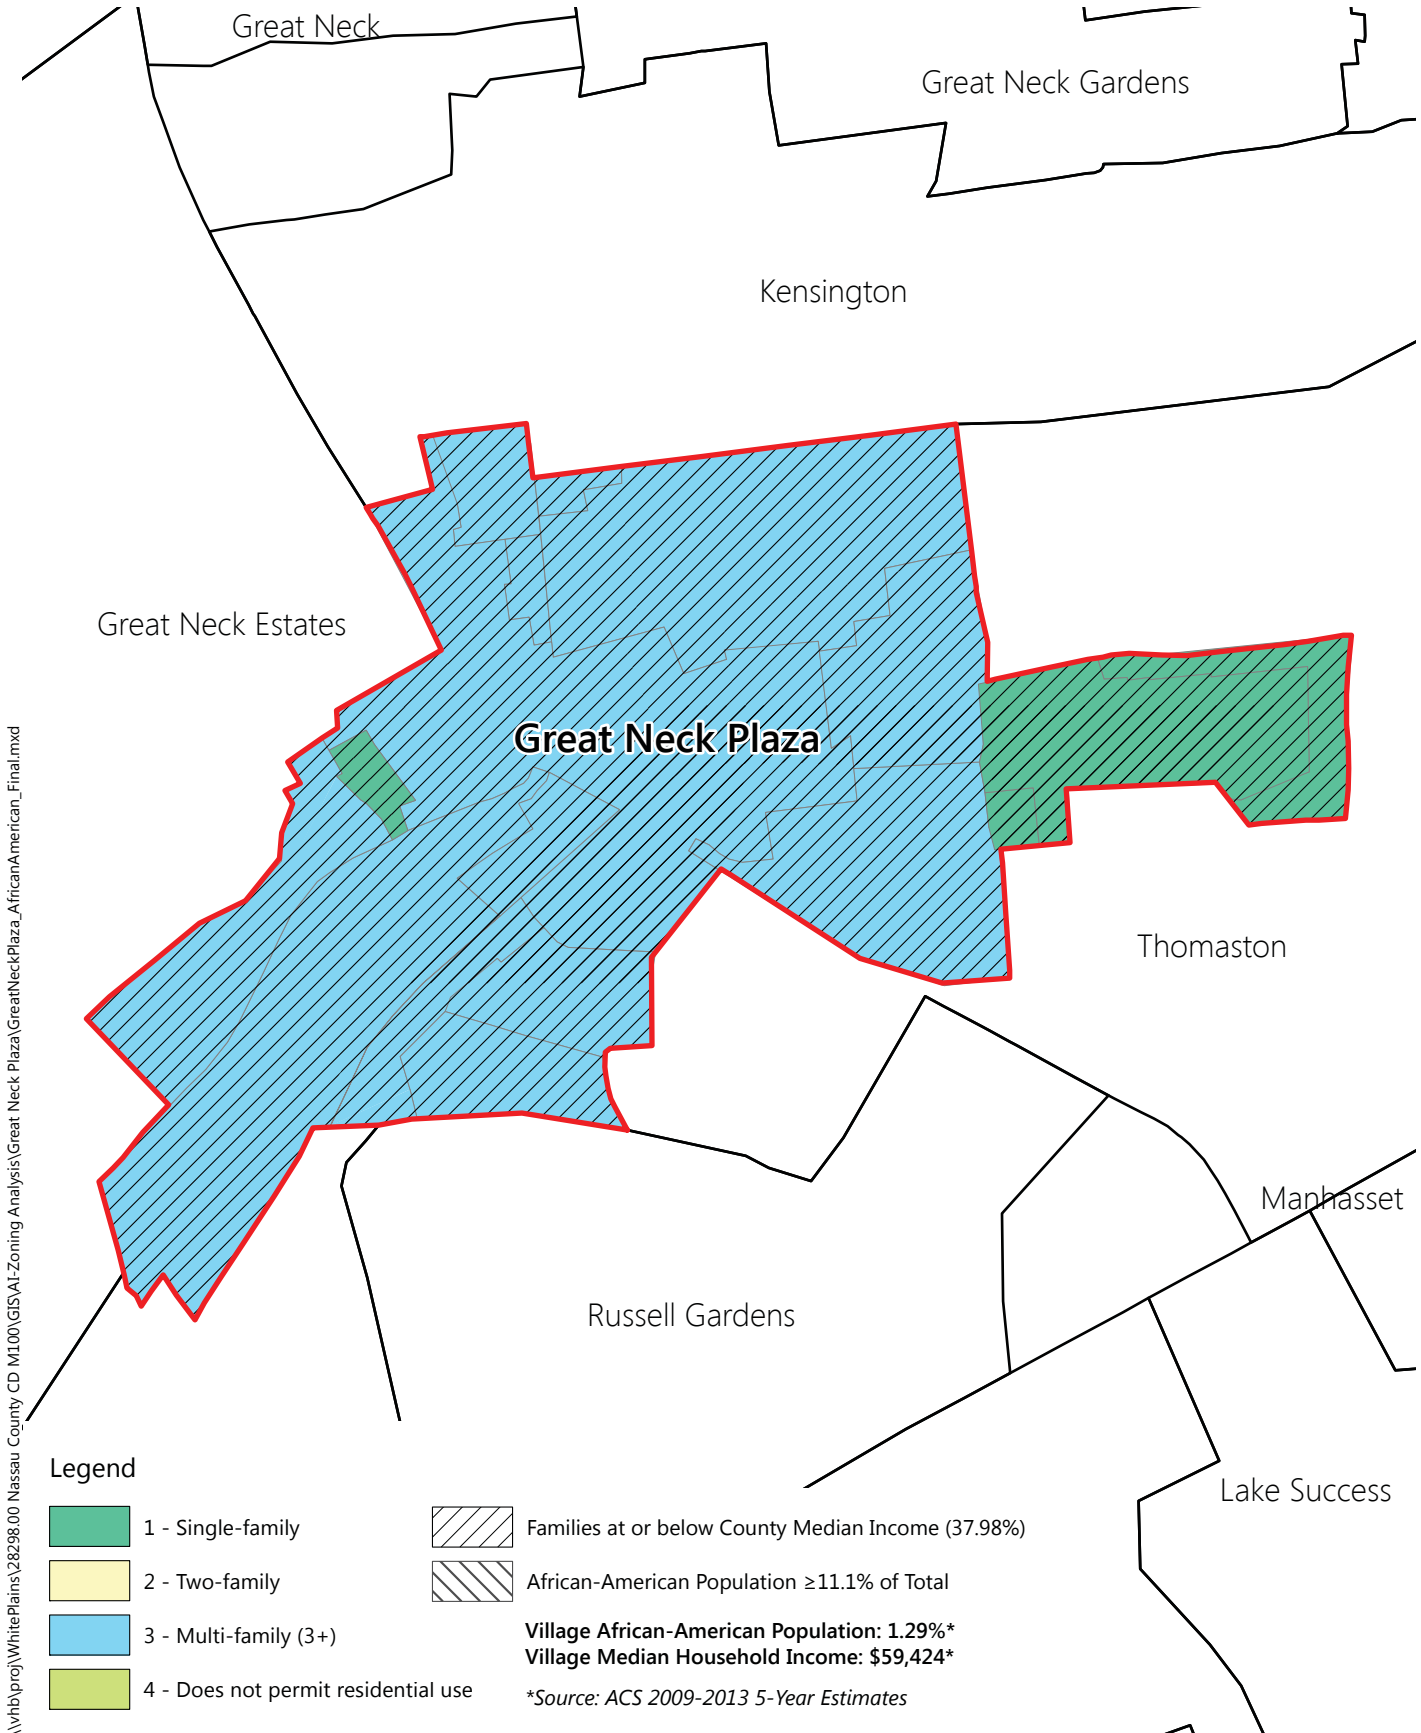 Great Neck
Great Neck Gardens
Kensington
Great Neck Estates
Great Neck Plaza
Thomaston
Manhasset
Russell Gardens
Lake Success
\\vhb\proj\WhitePlains\28298.00 Nassau County CD M100\GIS\AI-Zoning Analysis\Great Neck Plaza\GreatNeckPlaza_AfricanAmerican_Final.mxd
Legend
1 - Single-family
2 - Two-family
3 - Multi-family (3+)
4 - Does not permit residential use
Families at or below County Median Income (37.98%)
African-American Population ≥11.1% of Total
Village African-American Population: 1.29%*
Village Median Household Income: $59,424*
*Source: ACS 2009-2013 5-Year Estimates